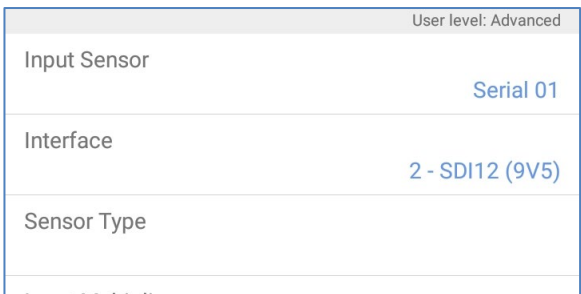 User level: Advanced
Input Sensor
Serial 01
Interface
2 - SDI12 (9V5)
Sensor Type